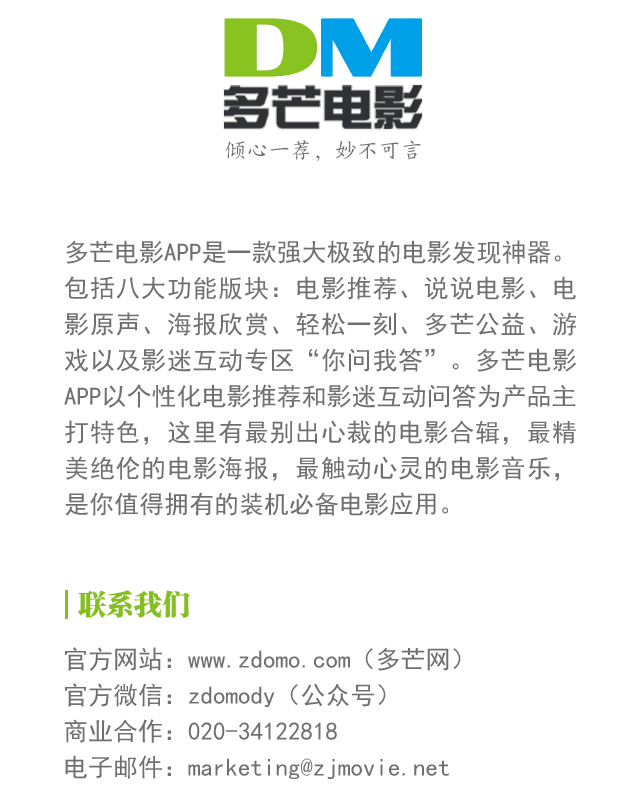 DM
多芒电影
倾心一荐，妙不可言
多芒电影APP是一款强大极致的电影发现神器。
包括八大功能版块：电影推荐、说说电影、电
影原声、海报欣赏、轻松一刻、多芒公益、游
戏以及影迷互动专区“你问我答”。多芒电影
APP以个性化电影推荐和影迷互动问答为产品主
打特色，这里有最别出心裁的电影合辑，最精
美绝伦的电影海报，最触动心灵的电影音乐，
是你值得拥有的装机必备电影应用。
联系我们
官方网站：www.zdomo.com（多芒网）
官方微信：zdomody（公众号）
商业合作：020-34122818
电子邮件：marketing@zjmovie.net